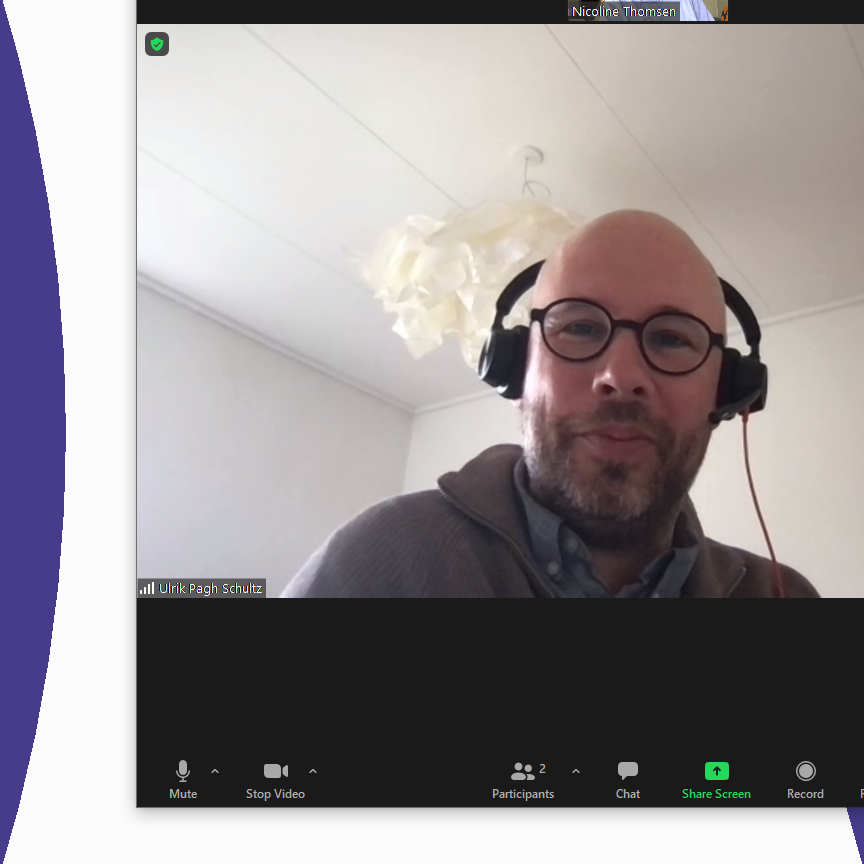 Nicoline Thomsen
Ulrik Pagh Schultz
2
Mute
Stop Video
Participants
Chat
Share Screen
Record